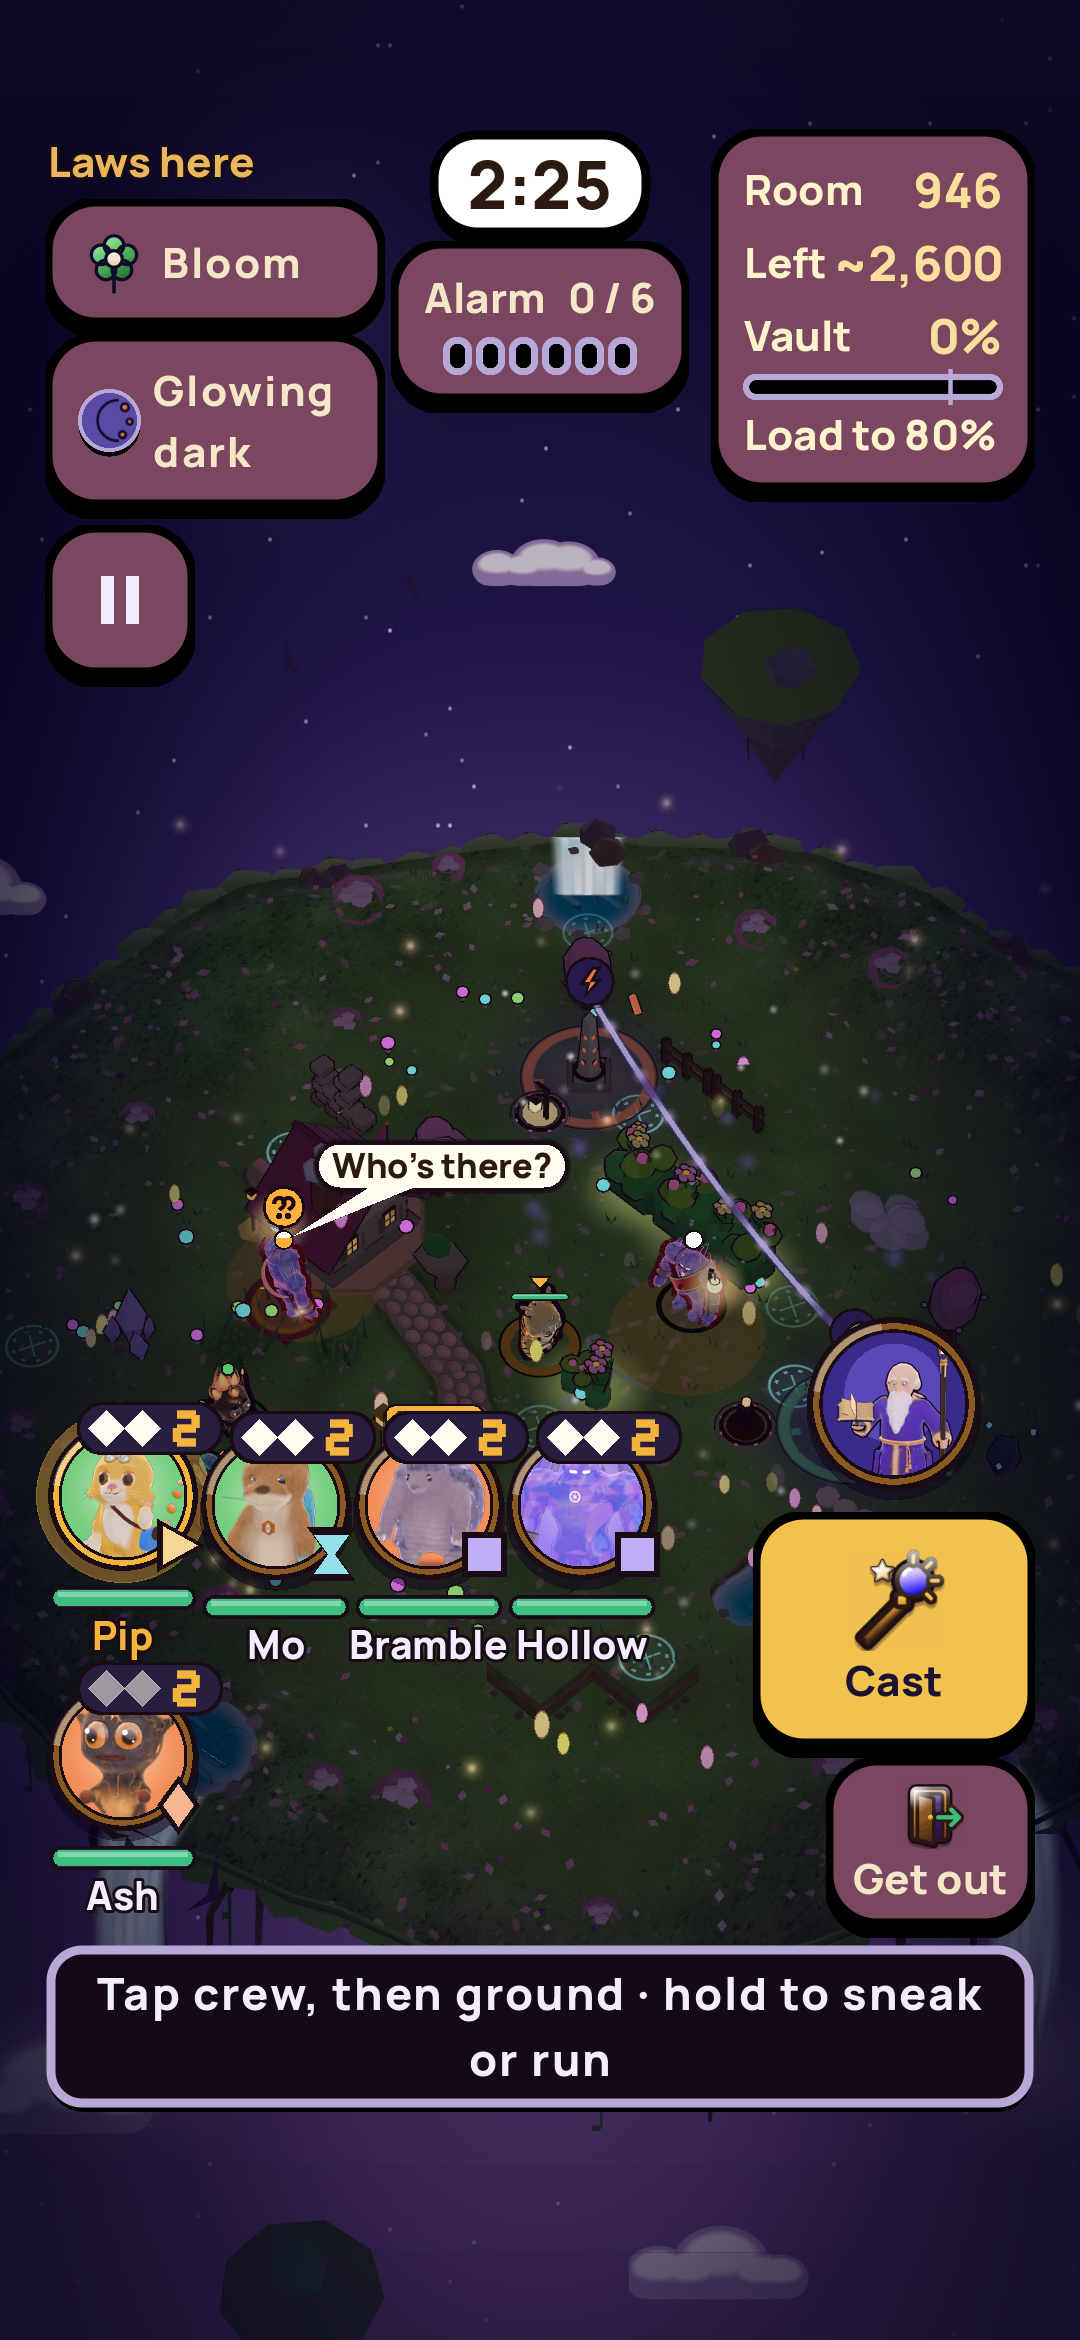 Laws here
Bloom
Glowing
dark
2:25
Alarm 0 / 6
Room 946
Left ~2,600
Vault 0%
Load to 80%
Who's there?
2
2
2
2
Pip
Mo
Bramble
Hollow
2
Ash
Cast
Get out
Tap crew, then ground · hold to sneak
or run